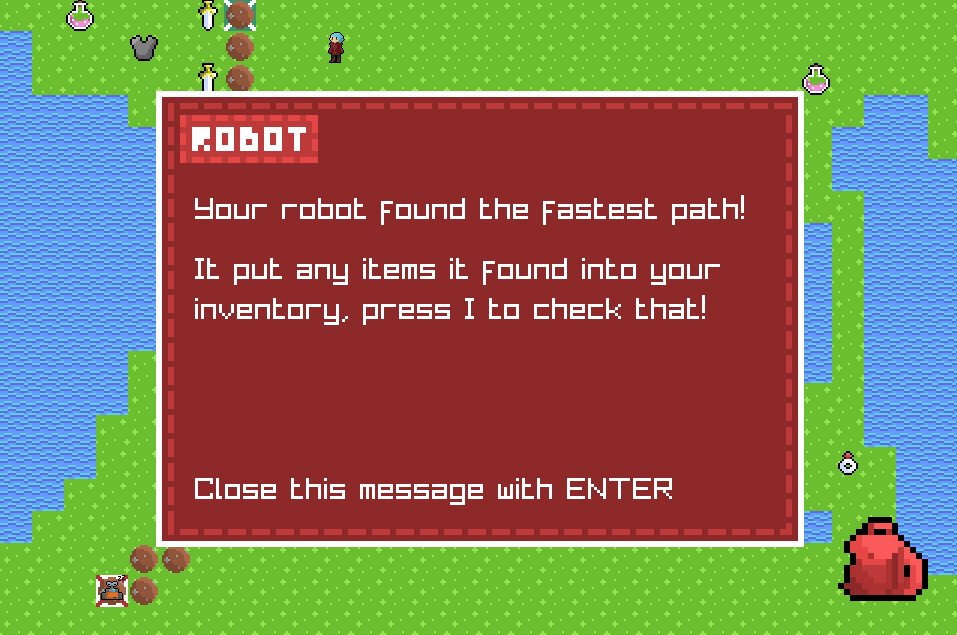 ROBOT
Your robot found the fastest path!
It put any items it found into your
inventory, press I to check that!
Close this message with ENTER